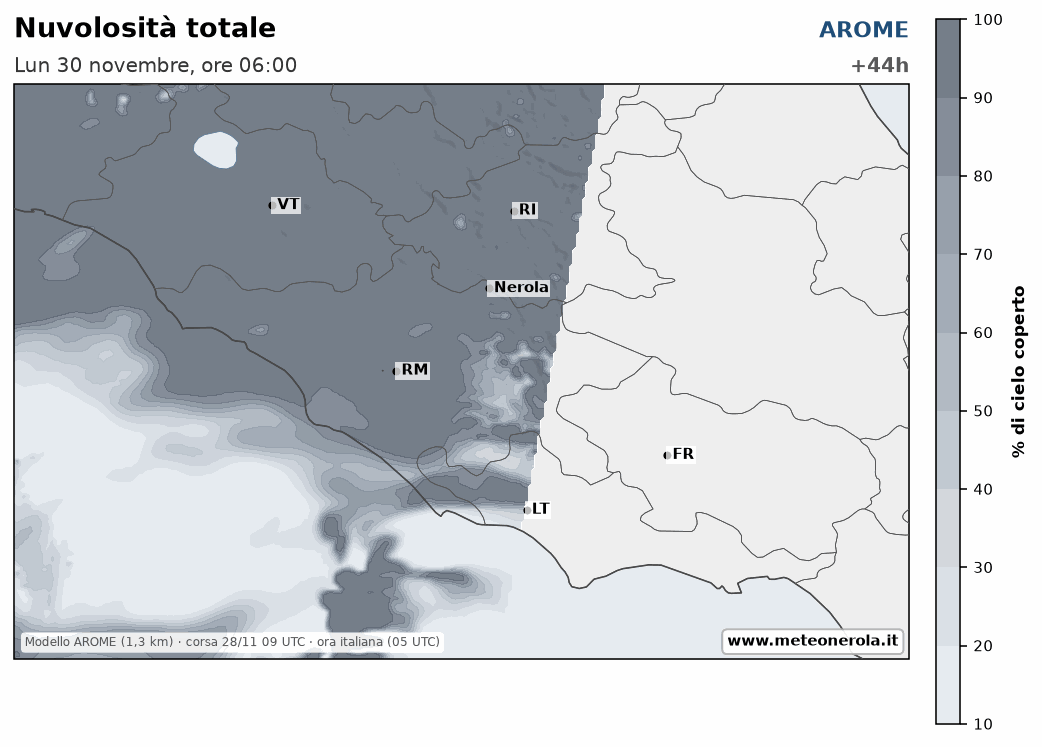 Nuvolosità totale
AROME
Lun 30 novembre, ore 06:00
+44h
100
90
80
70
60
50
40
30
20
10
% di cielo coperto
VT
RI
Nerola
RM
FR
LT
Modello AROME (1,3 km) · corsa 28/11 09 UTC · ora italiana (05 UTC)
www.meteonerola.it